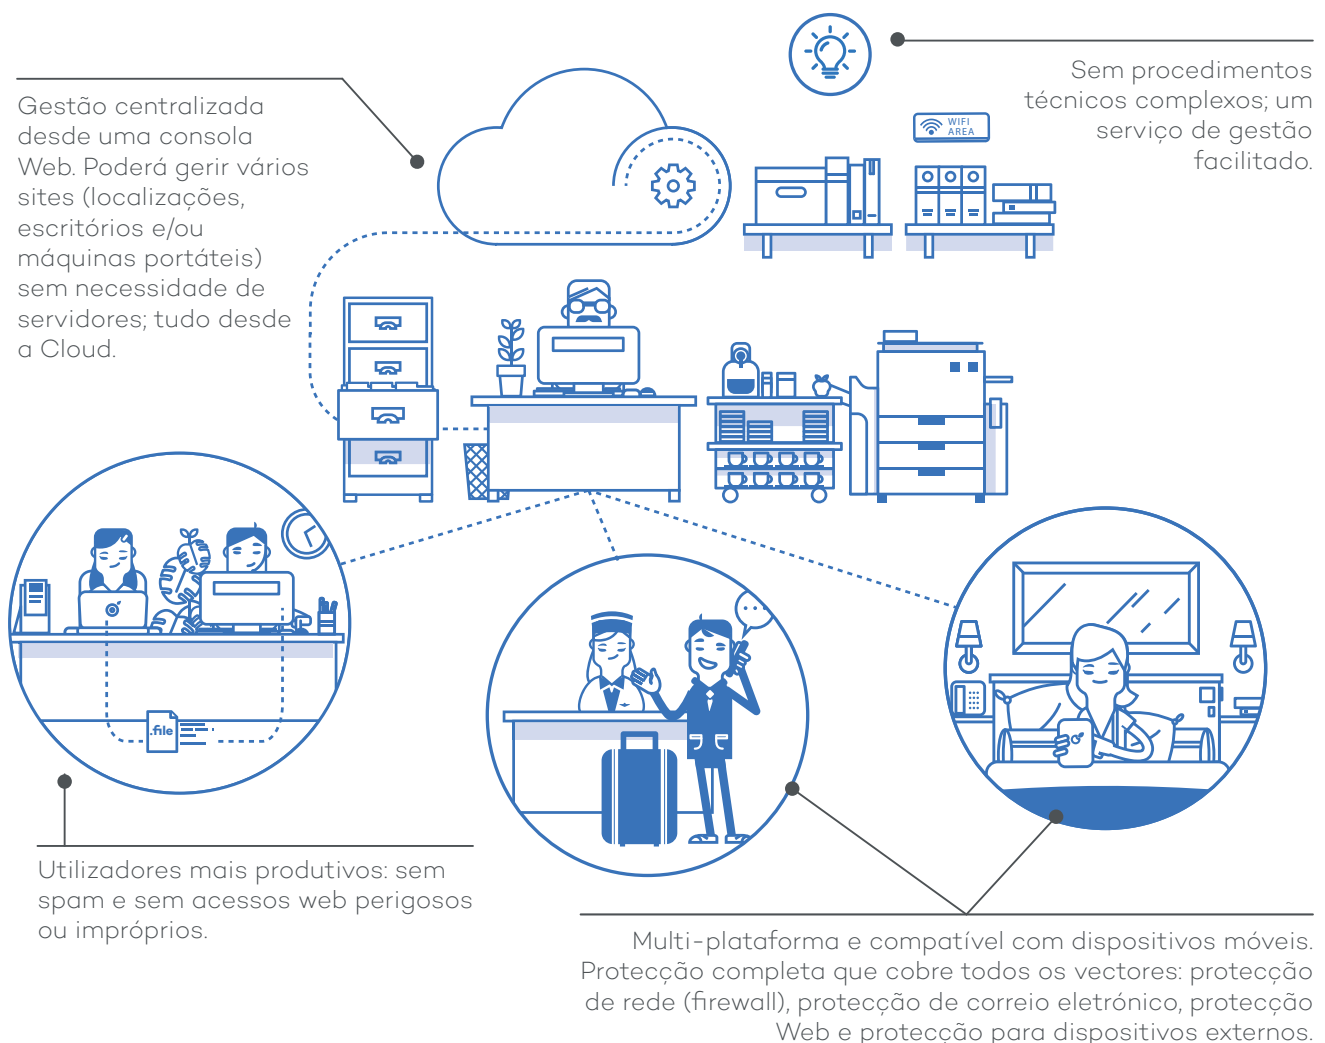 Sem procedimentos
técnicos complexos; um
serviço de gestão
facilitado.
Gestão centralizada
desde uma consola
Web. Poderá gerir vários
sites (localizações,
escritórios e/ou
máquinas portáteis)
sem necessidade de
servidores; tudo desde
a Cloud.
WIFI
AREA
.file
Utilizadores mais produtivos: sem
spam e sem acessos web perigosos
ou impróprios.
Multi-plataforma e compatível com dispositivos móveis.
Protecção completa que cobre todos os vectores: protecção
de rede (firewall), protecção de correio eletrónico, protecção
Web e protecção para dispositivos externos.